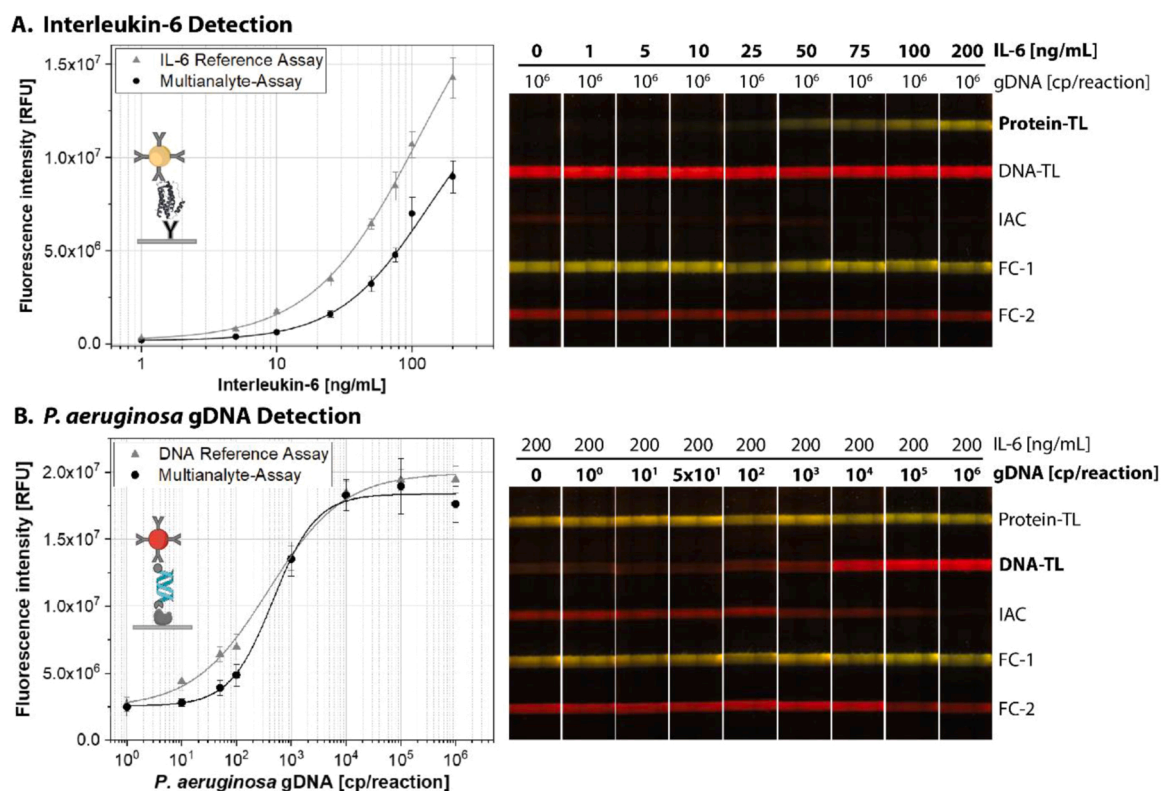 A. Interleukin-6 Detection
1.5x10⁷
1.0x10⁷
5.0x10⁶
0.0
Fluorescence intensity [RFU]
IL-6 Reference Assay
Multianalyte-Assay
1 10 100
Interleukin-6 [ng/mL]
0 1 5 10 25 50 75 100 200 IL-6 [ng/mL]
10⁶ 10⁶ 10⁶ 10⁶ 10⁶ 10⁶ 10⁶ 10⁶ 10⁶ gDNA [cp/reaction]
Protein-TL
DNA-TL
IAC
FC-1
FC-2
B. P. aeruginosa gDNA Detection
2.0x10⁷
1.5x10⁷
1.0x10⁷
5.0x10⁶
0.0
Fluorescence intensity [RFU]
DNA Reference Assay
Multianalyte-Assay
10⁰ 10¹ 10² 10³ 10⁴ 10⁵ 10⁶
P. aeruginosa gDNA [cp/reaction]
200 200 200 200 200 200 200 200 200 IL-6 [ng/mL]
0 10⁰ 10¹ 5x10¹ 10² 10³ 10⁴ 10⁵ 10⁶ gDNA [cp/reaction]
Protein-TL
DNA-TL
IAC
FC-1
FC-2